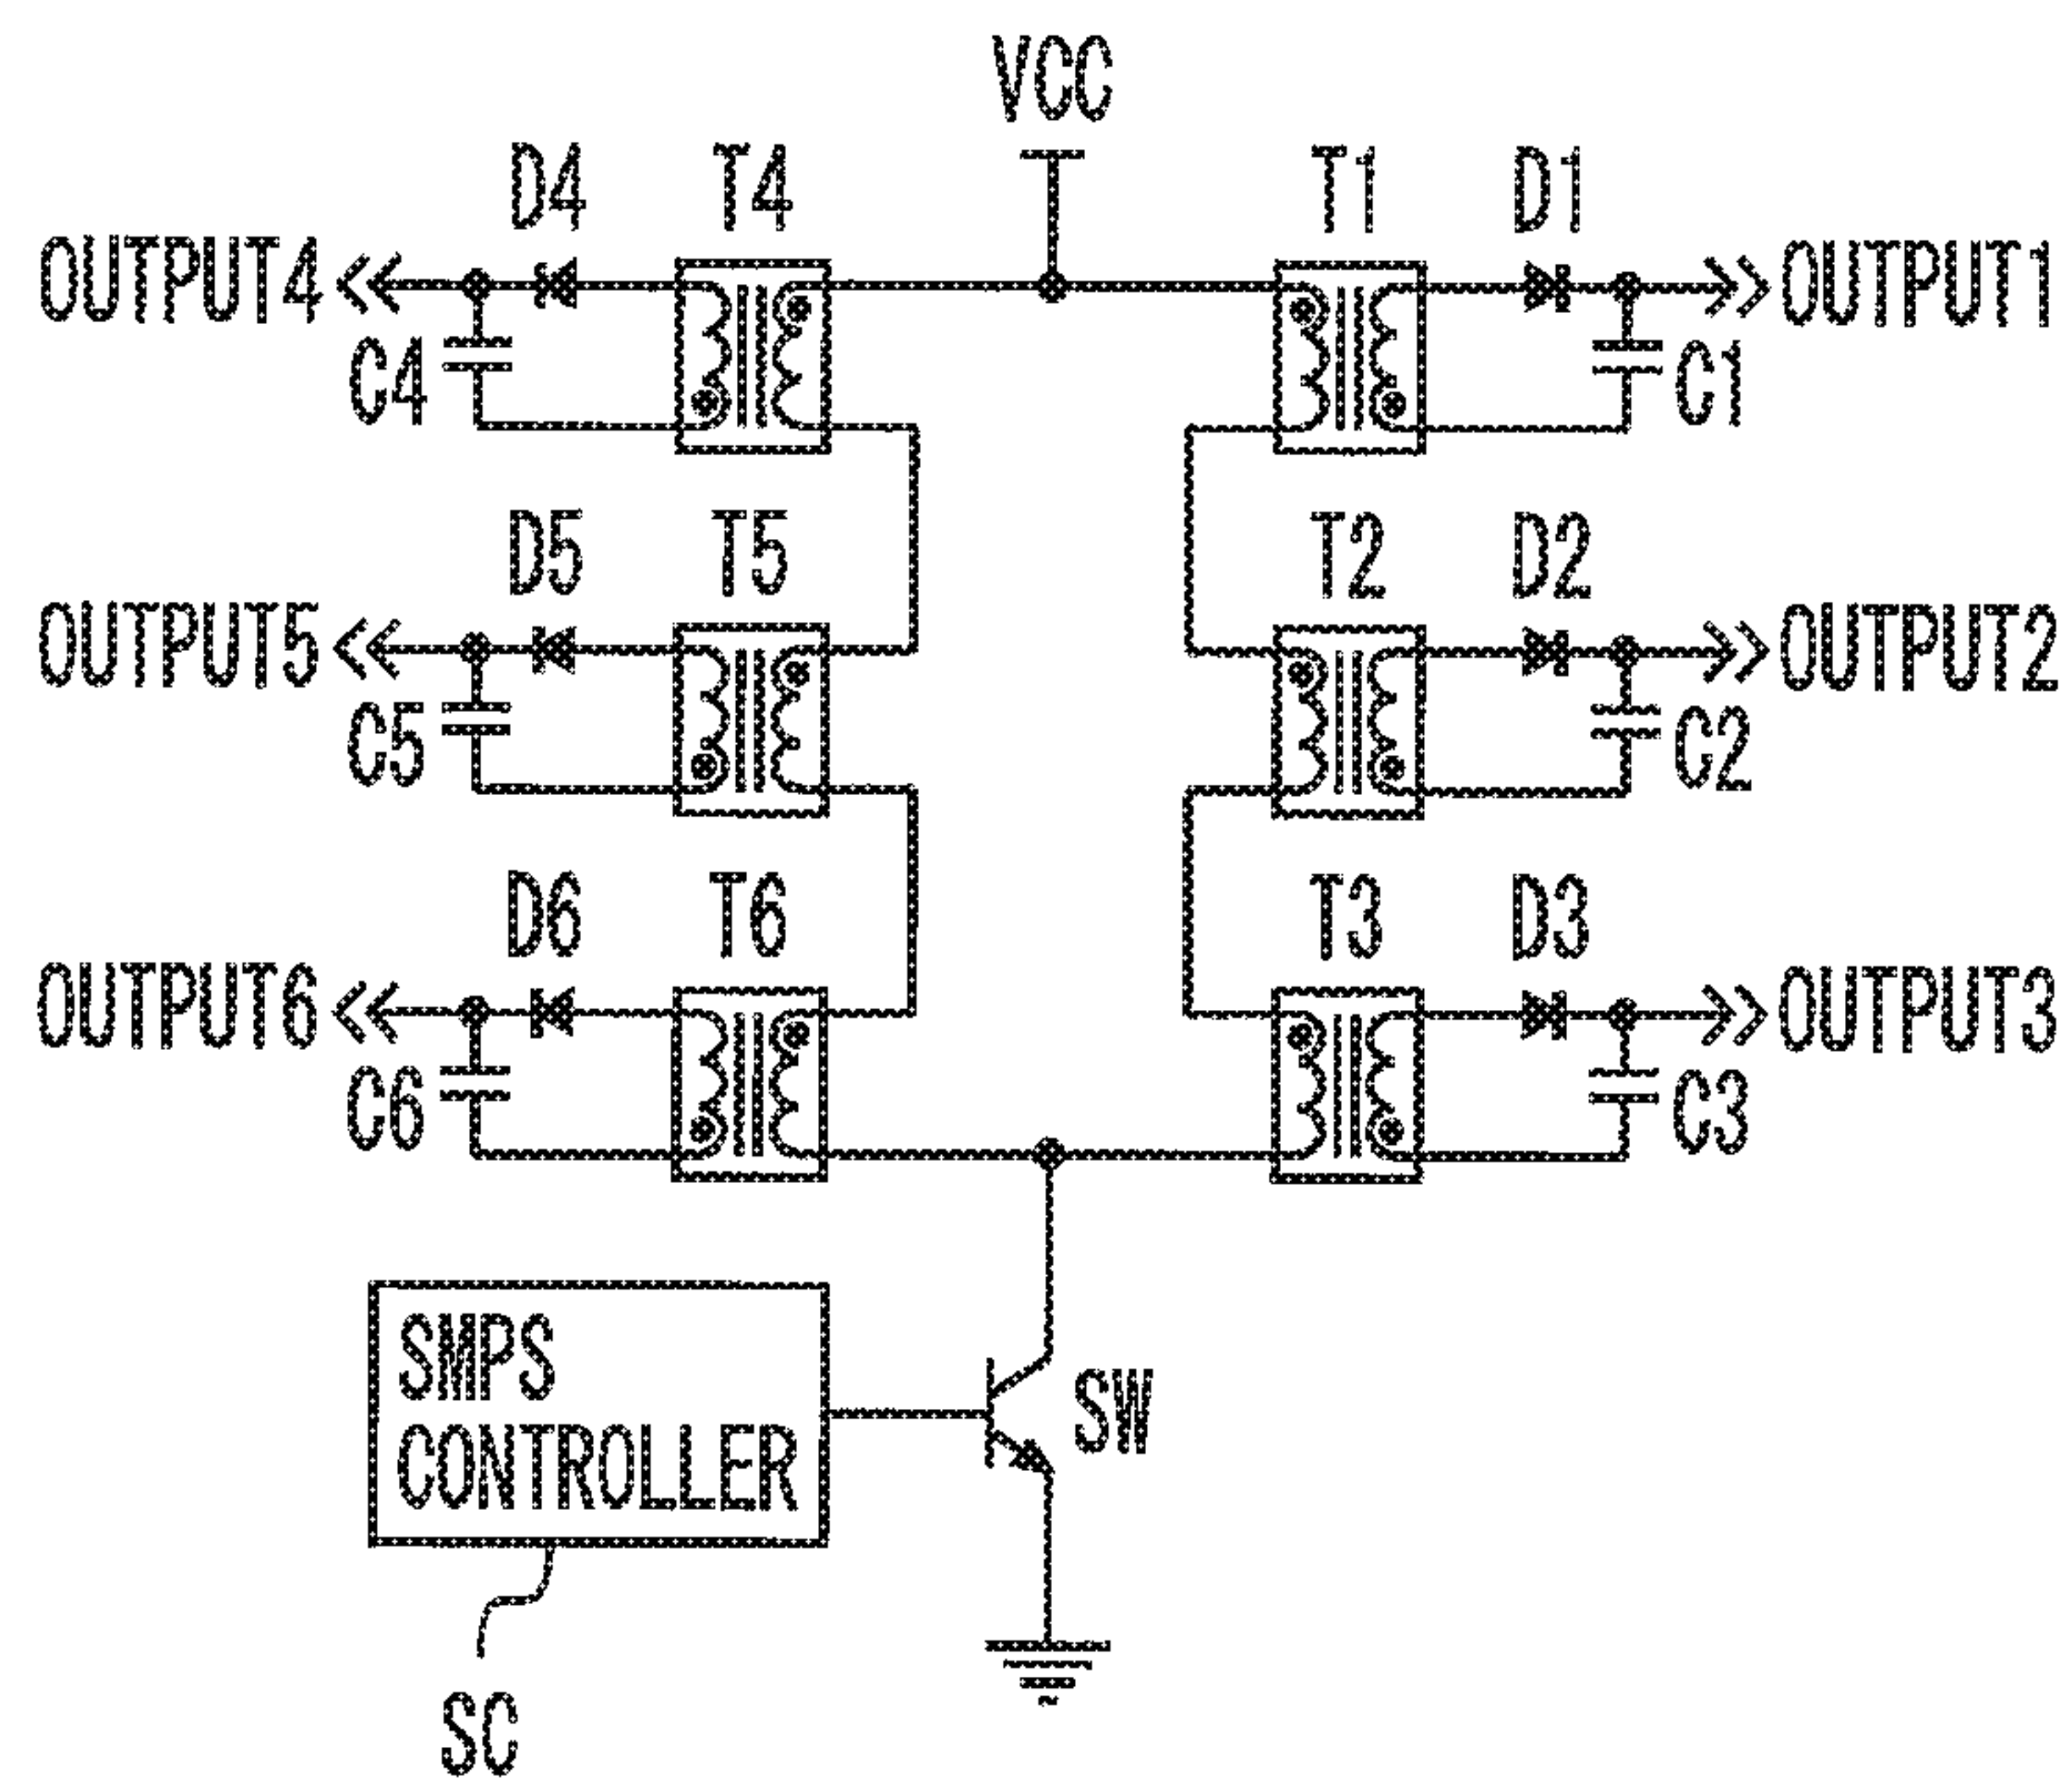 VCC
D4 T4 T1 D1
OUTPUT4 OUTPUT1
C4 C1
D5 T5 T2 D2
OUTPUT5 OUTPUT2
C5 C2
D6 T6 T3 D3
OUTPUT6 OUTPUT3
C6 C3
SMPS
CONTROLLER
SW
SC